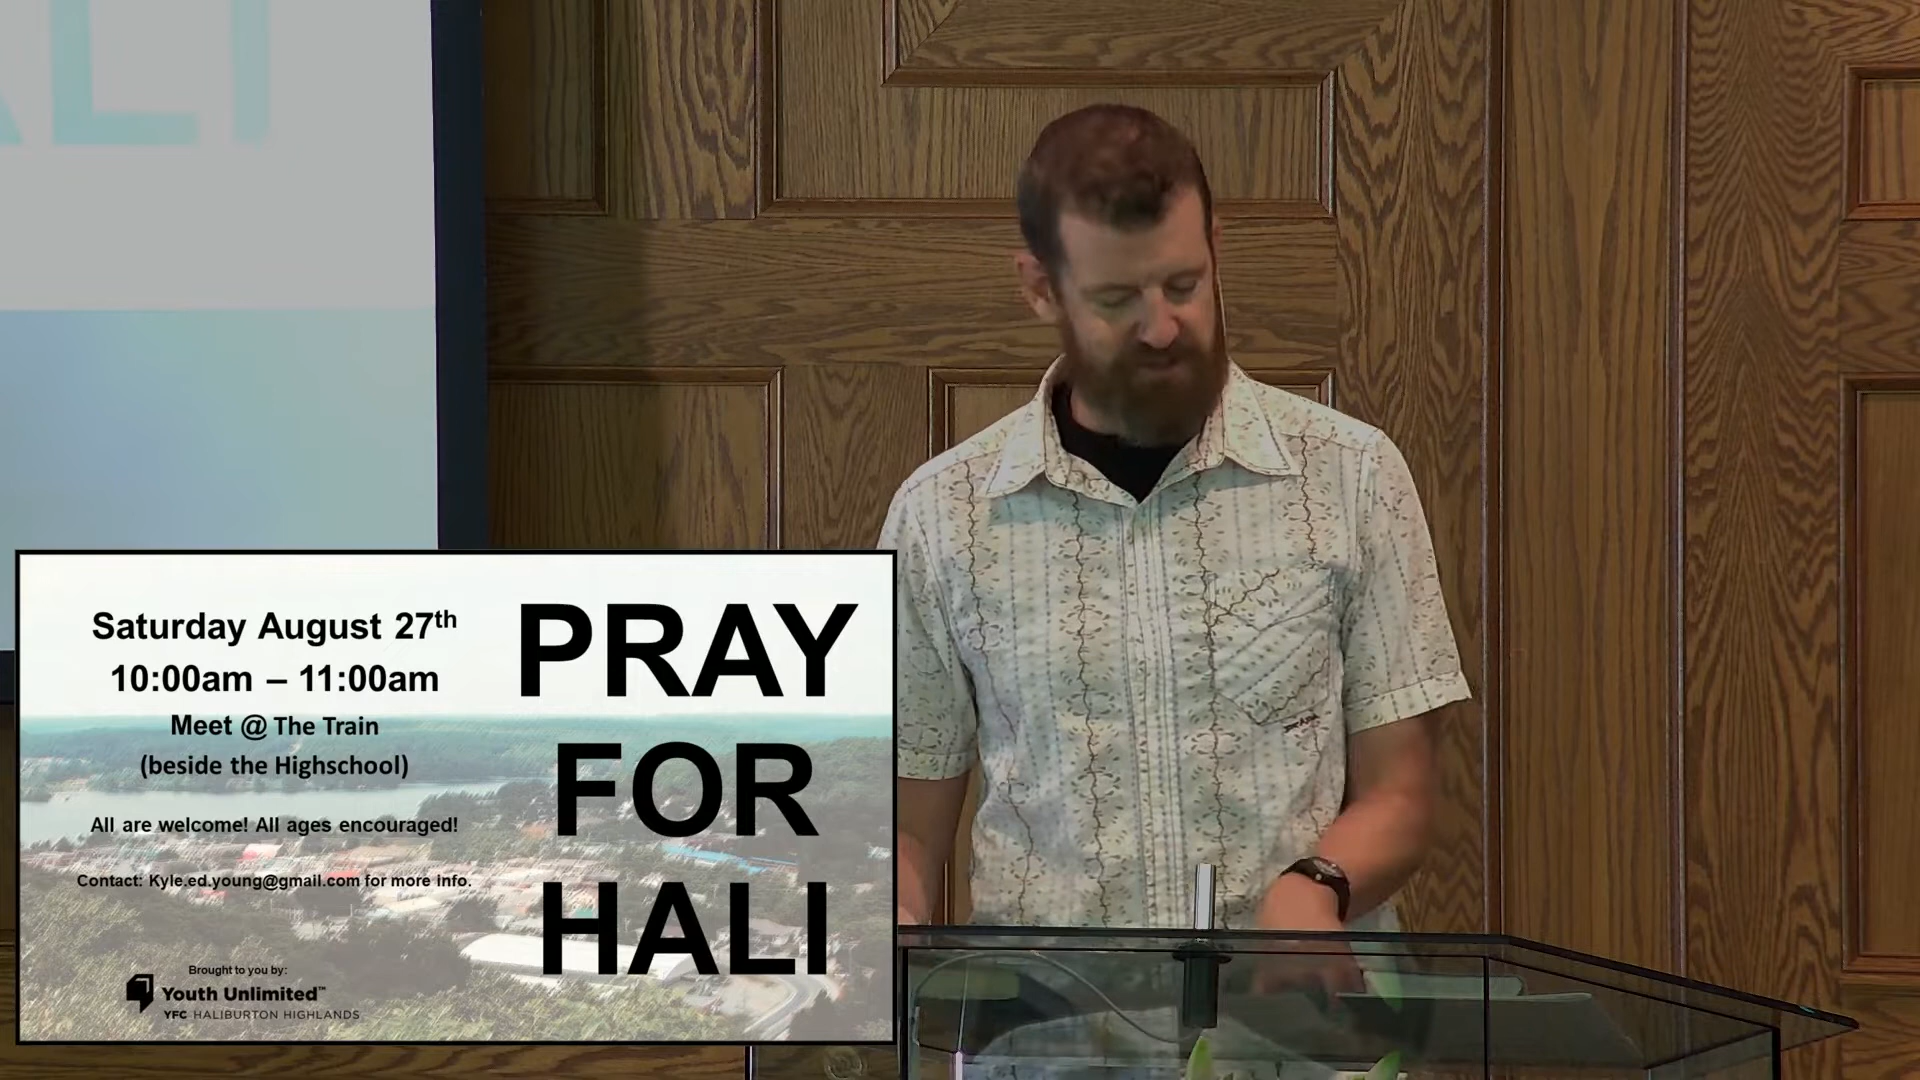 ALI
Saturday August 27th
10:00am – 11:00am
Meet @ The Train
(beside the Highschool)
All are welcome! All ages encouraged!
Contact: Kyle.ed.young@gmail.com for more info.
Brought to you by:
Youth Unlimited™
YFC HALIBURTON HIGHLANDS
PRAY
FOR
HALI